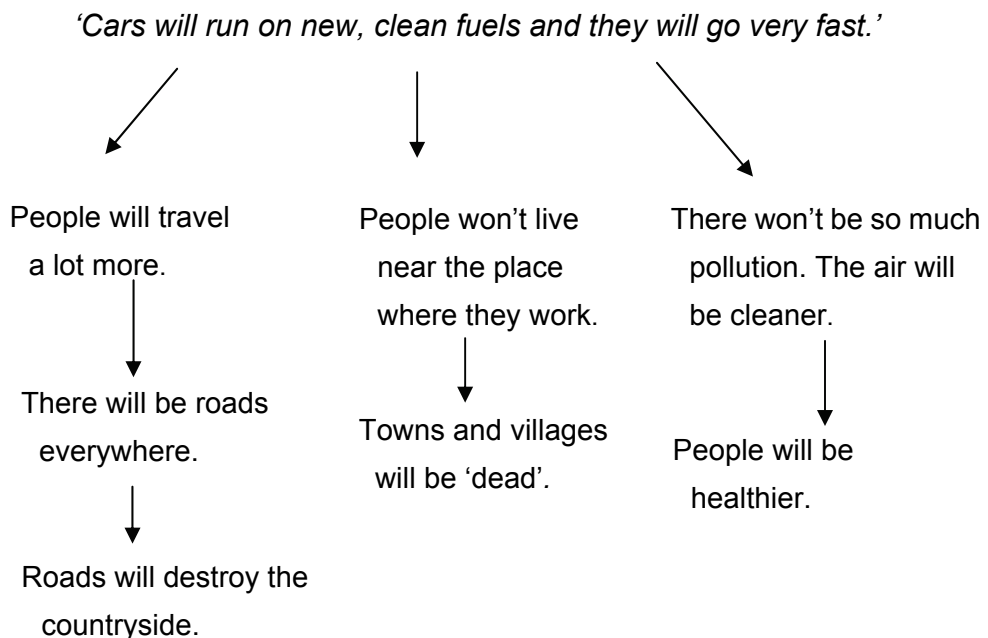 ‘Cars will run on new, clean fuels and they will go very fast.’
People will travel
a lot more.
There will be roads
everywhere.
Roads will destroy the
countryside.
People won’t live
near the place
where they work.
Towns and villages
will be ‘dead’.
There won’t be so much
pollution. The air will
be cleaner.
People will be
healthier.